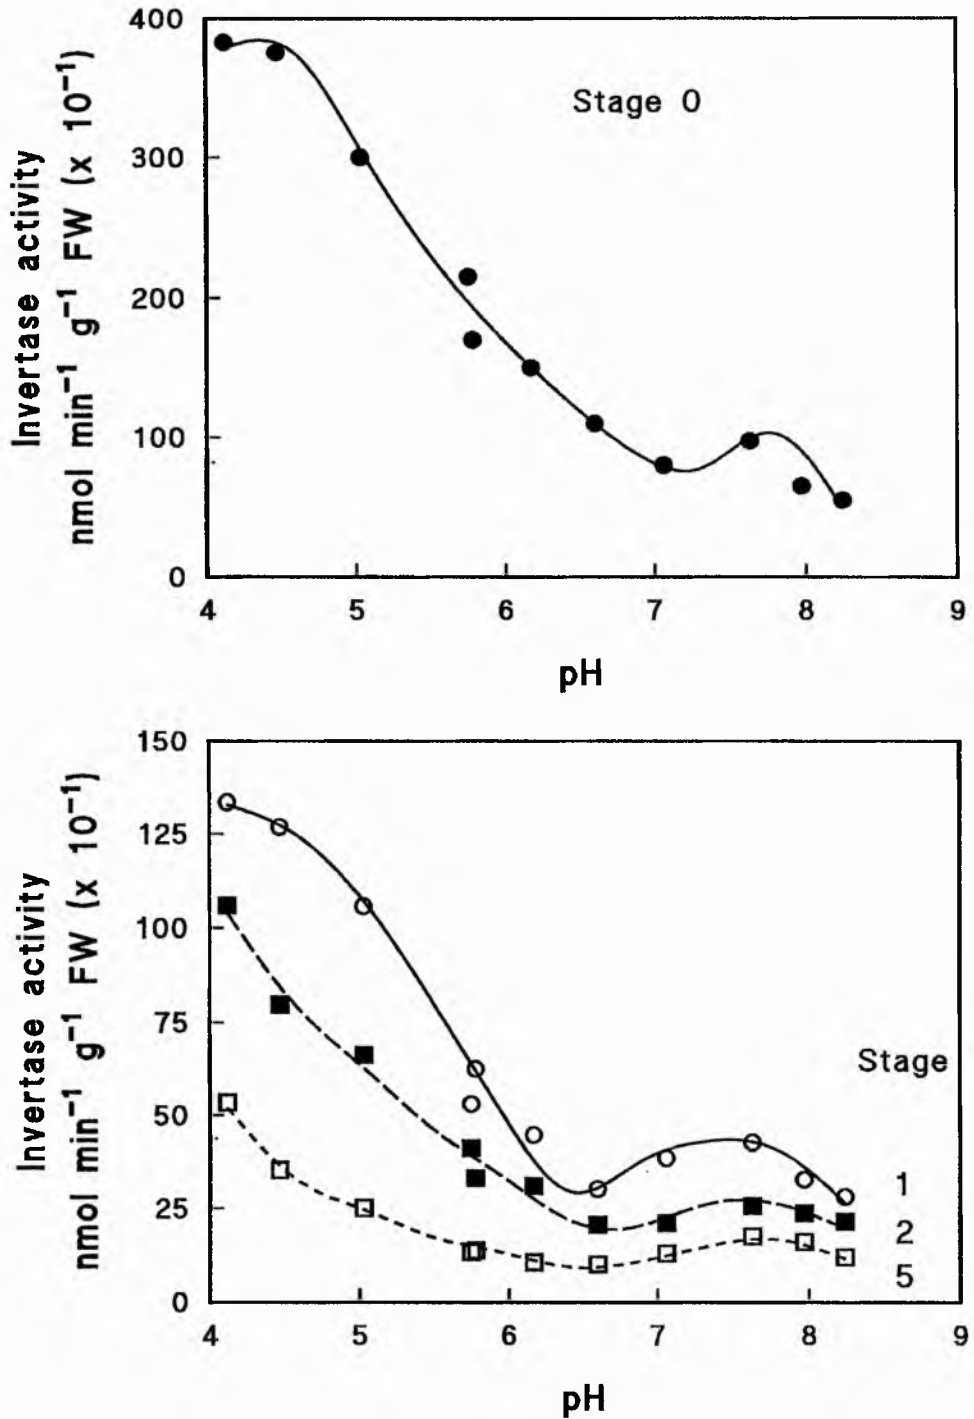 400
300
200
100
0
Invertase activity
nmol min⁻¹ g⁻¹ FW (x 10⁻¹)
Stage 0
4 5 6 7 8 9
pH
150
125
100
75
50
25
0
Invertase activity
nmol min⁻¹ g⁻¹ FW (x 10⁻¹)
Stage
1
2
5
4 5 6 7 8 9
pH